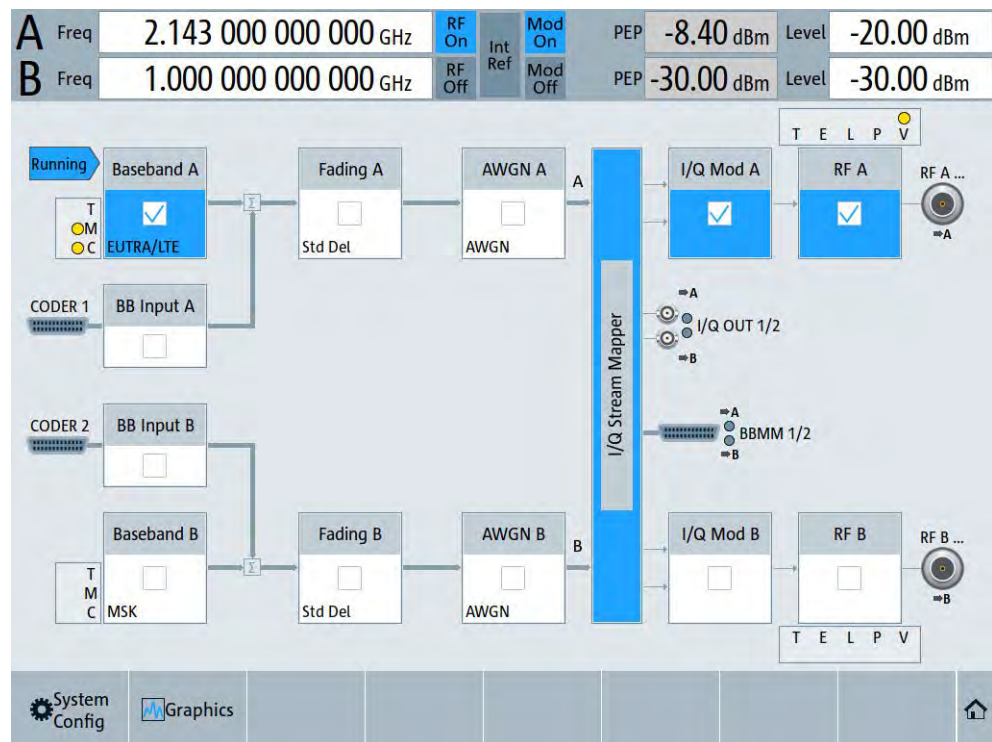 A Freq 2.143 000 000 000 GHz RF On Int Ref Mod On PEP -8.40 dBm Level -20.00 dBm
B Freq 1.000 000 000 000 GHz RF Off Mod Off PEP -30.00 dBm Level -30.00 dBm
T E L P V
Running
Baseband A
Fading A
AWGN A
A
I/Q Mod A
RF A
RF A ...
T
M
C
EUTRA/LTE
Σ
Std Del
AWGN
➡A
CODER 1
BB Input A
➡A
I/Q OUT 1/2
➡B
I/Q Stream Mapper
CODER 2
BB Input B
➡A
BBMM 1/2
➡B
Baseband B
Fading B
AWGN B
B
I/Q Mod B
RF B
RF B ...
T
M
C
MSK
Σ
Std Del
AWGN
➡B
T E L P V
System
Config
Graphics